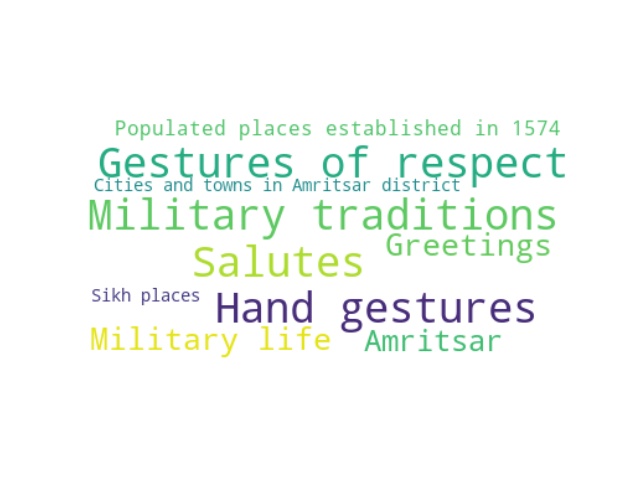 Populated places established in 1574
Gestures of respect
Cities and towns in Amritsar district
Military traditions
Greetings
Salutes
Sikh places
Hand gestures
Military life
Amritsar